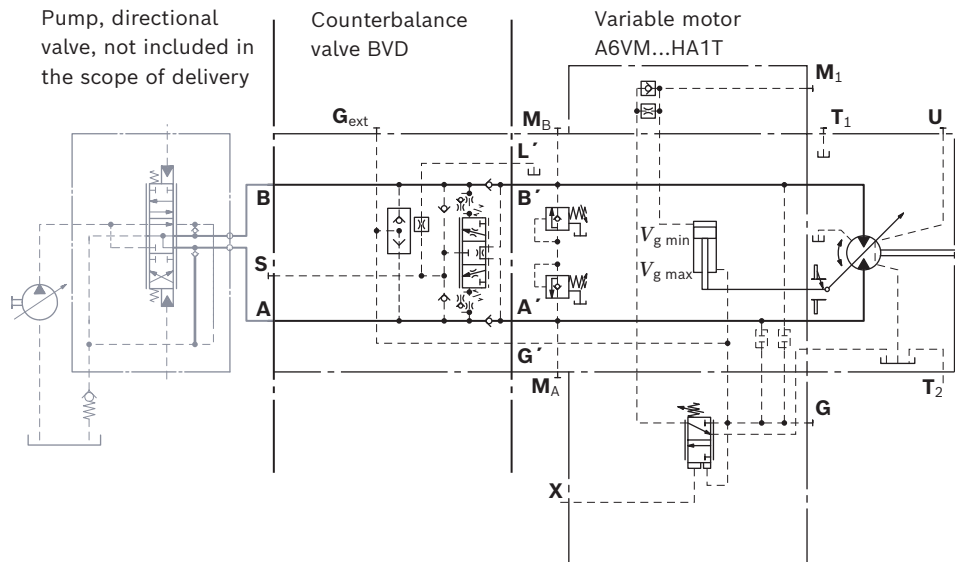 Pump, directional
valve, not included in
the scope of delivery
Counterbalance
valve BVD
Variable motor
A6VM...HA1T
M1
Gext
MB
T1
U
L´
B
B´
Vg min
S
Vg max
A
A´
G´
MA
T2
G
X